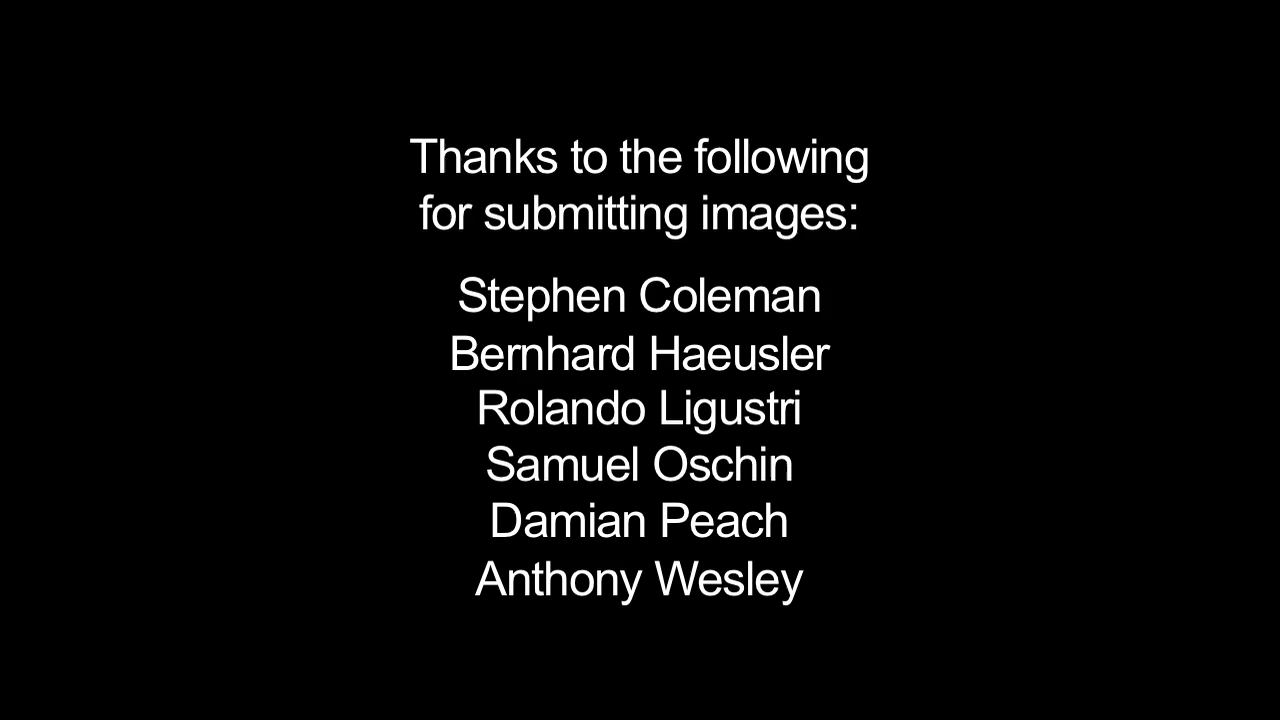 Thanks to the following
for submitting images:
Stephen Coleman
Bernhard Haeusler
Rolando Ligustri
Samuel Oschin
Damian Peach
Anthony Wesley